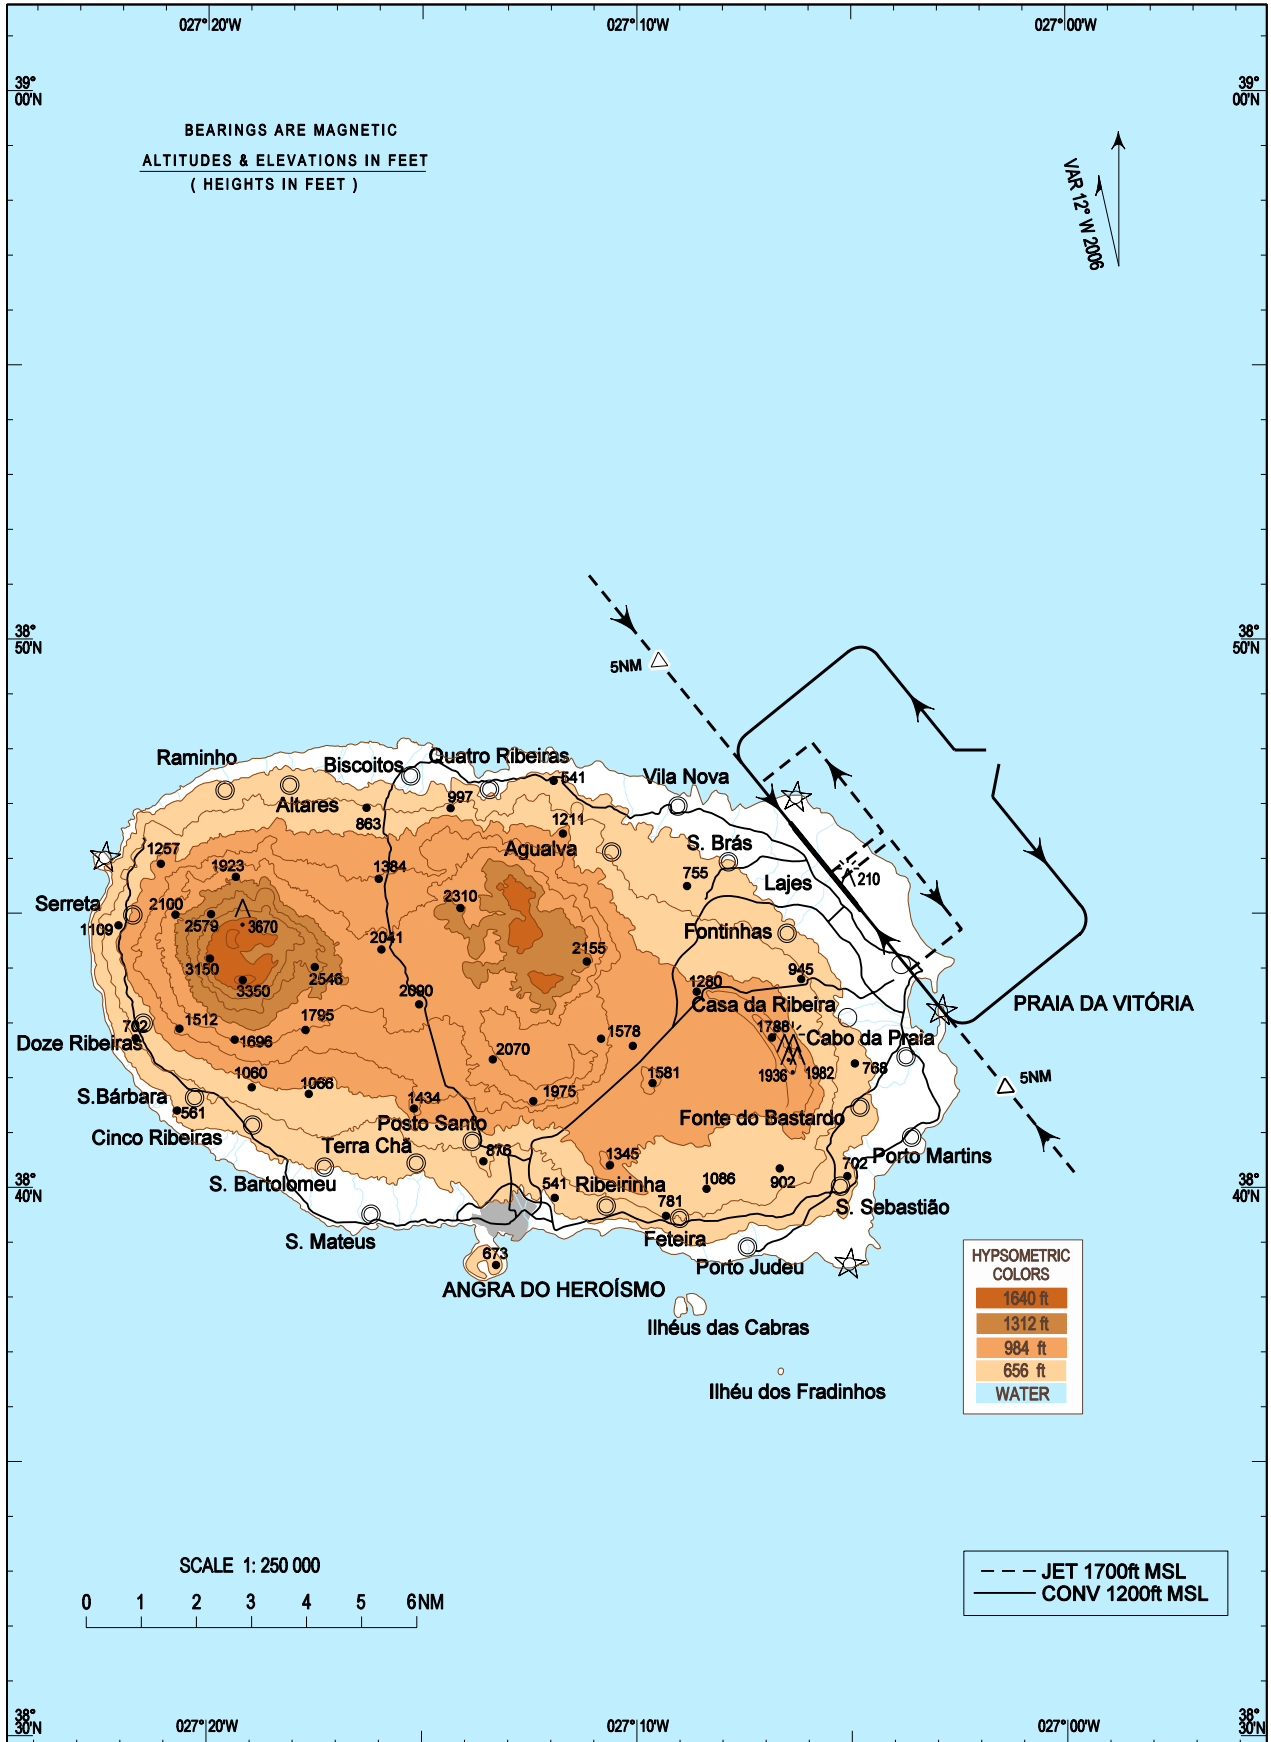 027°20'W
027°10'W
027°00'W
39°
00'N
39°
00'N
BEARINGS ARE MAGNETIC
ALTITUDES & ELEVATIONS IN FEET
( HEIGHTS IN FEET )
VAR 12° W 2006
38°
50'N
38°
50'N
5NM
Raminho
Biscoitos
Quatro Ribeiras
541
Vila Nova
Altares
997
863
1211
1257
Agualva
S. Brás
1923
1384
755
Lajes
210
Serreta
2100
2310
1109
2579
3670
Fontinhas
2041
2155
3150
2546
945
3350
1280
2090
Casa da Ribeira
PRAIA DA VITÓRIA
702
1512
1795
1578
1788
Cabo da Praia
Doze Ribeiras
1696
2070
1936
1982
768
5NM
1060
1066
1581
S.Bárbara
1434
1975
561
Posto Santo
Fonte do Bastardo
Cinco Ribeiras
Terra Chã
876
1345
Porto Martins
S. Bartolomeu
Ribeirinha
1086
902
702
38°
40'N
38°
40'N
541
781
S. Sebastião
S. Mateus
Feteira
673
Porto Judeu
ANGRA DO HEROÍSMO
Ilhéus das Cabras
Ilhéu dos Fradinhos
HYPSOMETRIC
COLORS
1640 ft
1312 ft
984 ft
656 ft
WATER
SCALE 1: 250 000
0 1 2 3 4 5 6NM
JET 1700ft MSL
CONV 1200ft MSL
38°
30'N
38°
30'N
027°20'W
027°10'W
027°00'W